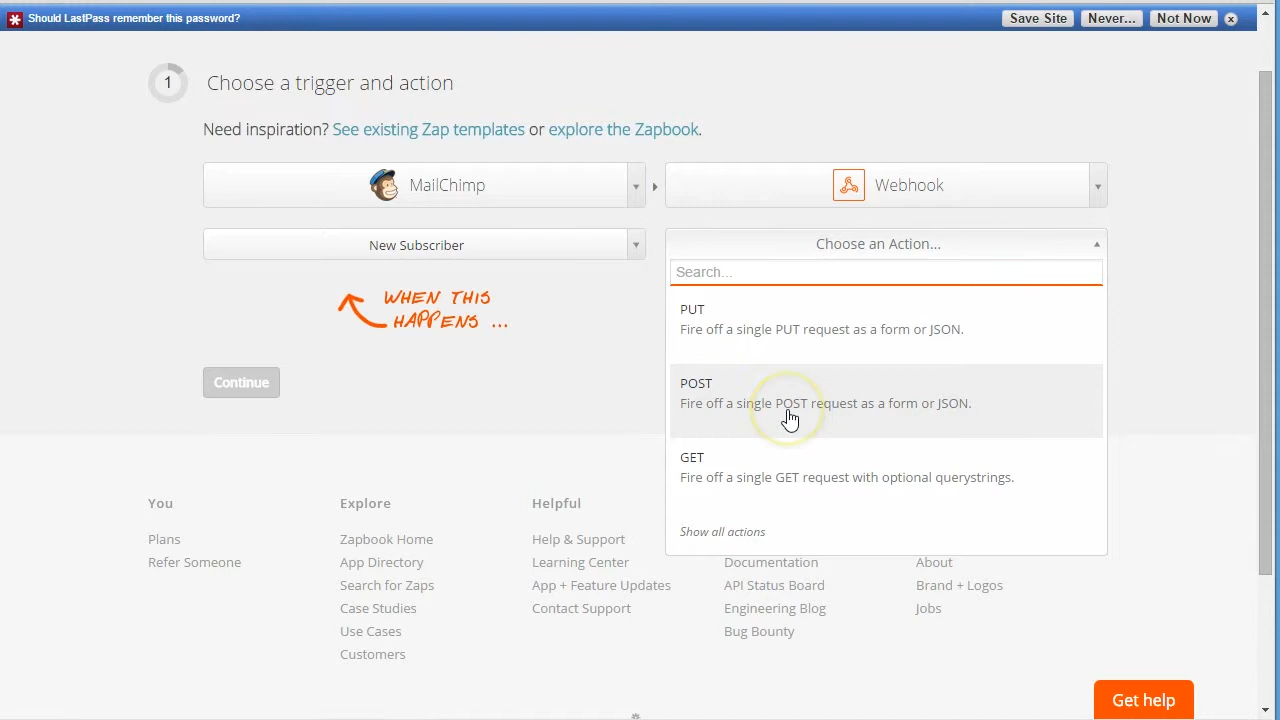 Should LastPass remember this password?
Save Site
Never...
Not Now
1
Choose a trigger and action
Need inspiration? See existing Zap templates or explore the Zapbook.
MailChimp
Webhook
New Subscriber
Choose an Action...
Search...
WHEN THIS
HAPPENS ...
PUT
Fire off a single PUT request as a form or JSON.
POST
Fire off a single POST request as a form or JSON.
GET
Fire off a single GET request with optional querystrings.
Show all actions
Continue
You
Plans
Refer Someone
Explore
Zapbook Home
App Directory
Search for Zaps
Case Studies
Use Cases
Customers
Helpful
Help & Support
Learning Center
App + Feature Updates
Contact Support
Documentation
API Status Board
Engineering Blog
Bug Bounty
About
Brand + Logos
Jobs
Get help